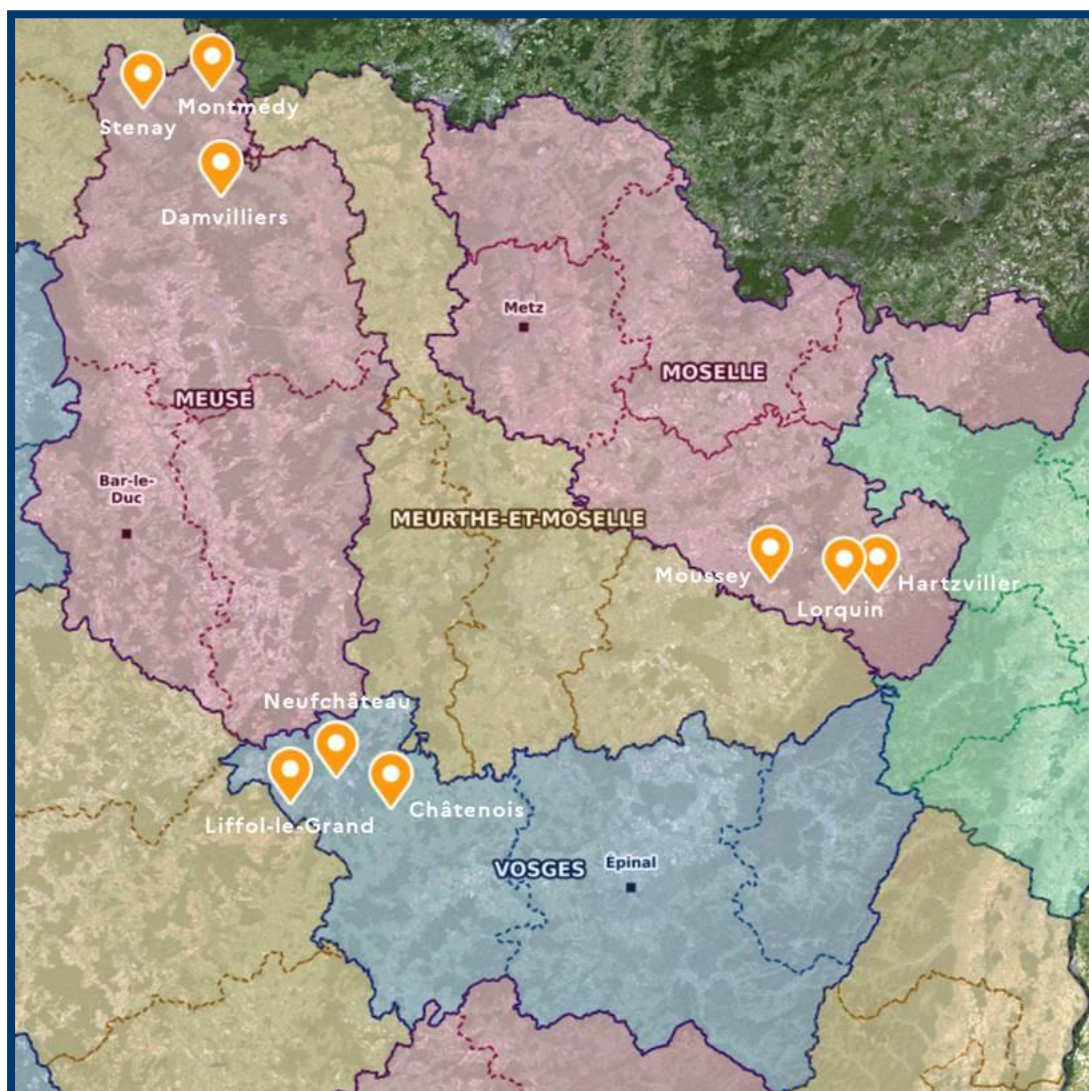 Montmédy
Stenay
Damvilliers
Metz
MOSELLE
MEUSE
Bar-le-
Duc
MEURTHE-ET-MOSELLE
Moussey
Hartzviller
Lorquin
Neufchâteau
Châtenois
Liffol-le-Grand
Épinal
VOSGES